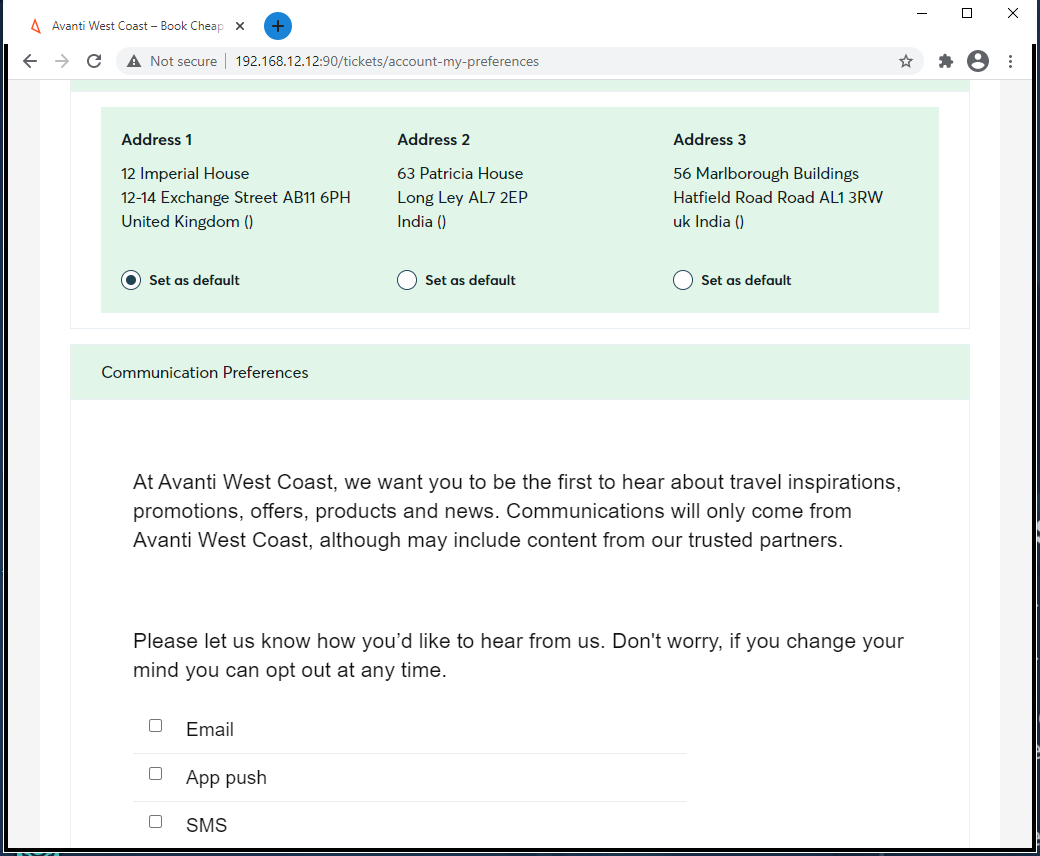 Avanti West Coast – Book Cheap
Not secure
192.168.12.12:90/tickets/account-my-preferences
Address 1
12 Imperial House
12-14 Exchange Street AB11 6PH
United Kingdom ()
Set as default
Address 2
63 Patricia House
Long Ley AL7 2EP
India ()
Set as default
Address 3
56 Marlborough Buildings
Hatfield Road Road AL1 3RW
uk India ()
Set as default
Communication Preferences
At Avanti West Coast, we want you to be the first to hear about travel inspirations,
promotions, offers, products and news. Communications will only come from
Avanti West Coast, although may include content from our trusted partners.
Please let us know how you’d like to hear from us. Don't worry, if you change your
mind you can opt out at any time.
Email
App push
SMS